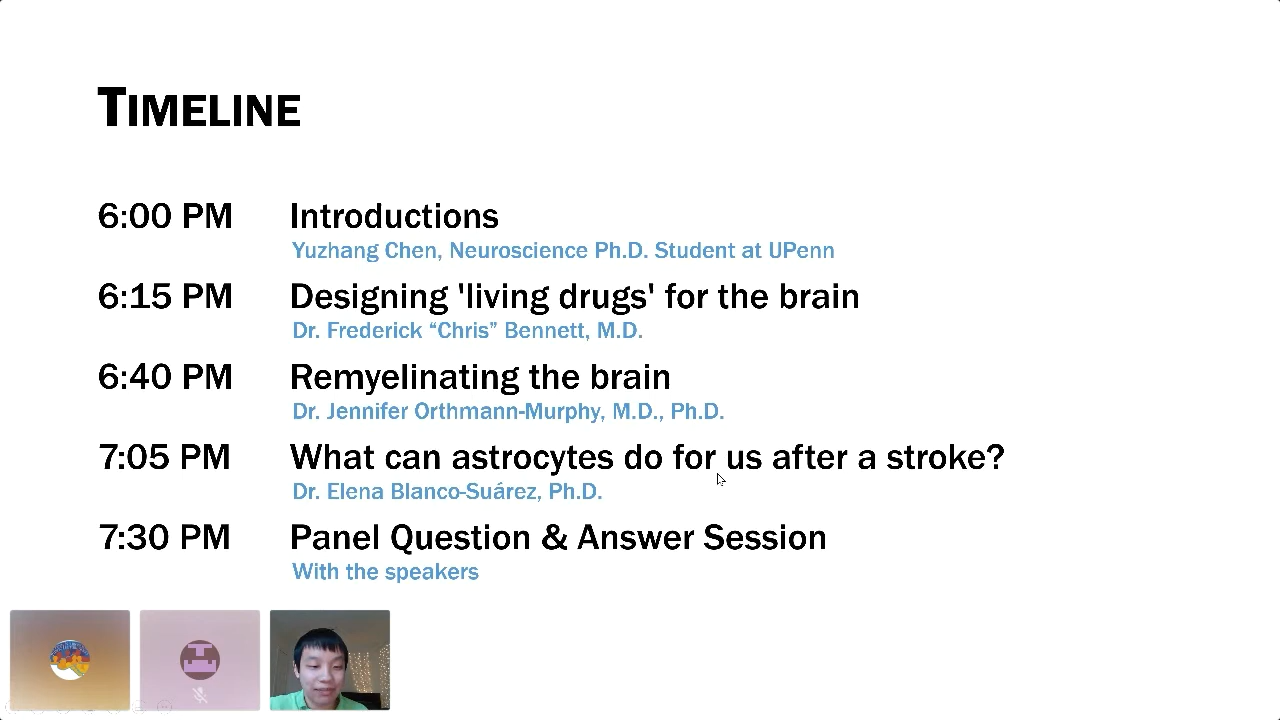 TIMELINE
6:00 PM Introductions
Yuzhang Chen, Neuroscience Ph.D. Student at UPenn
6:15 PM Designing 'living drugs' for the brain
Dr. Frederick “Chris” Bennett, M.D.
6:40 PM Remyelinating the brain
Dr. Jennifer Orthmann-Murphy, M.D., Ph.D.
7:05 PM What can astrocytes do for us after a stroke?
Dr. Elena Blanco-Suárez, Ph.D.
7:30 PM Panel Question & Answer Session
With the speakers